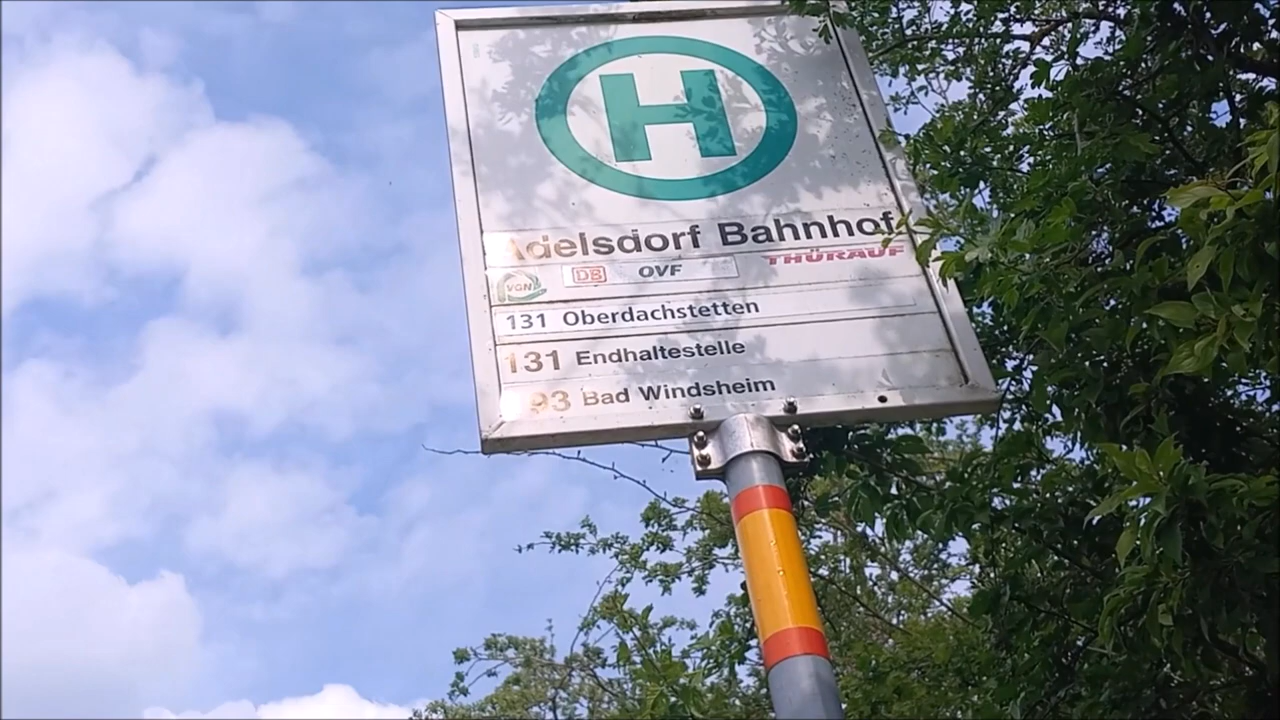 H
Adelsdorf Bahnhof
VGN DB OVF THÜRAUF
131 Oberdachstetten
131 Endhaltestelle
93 Bad Windsheim